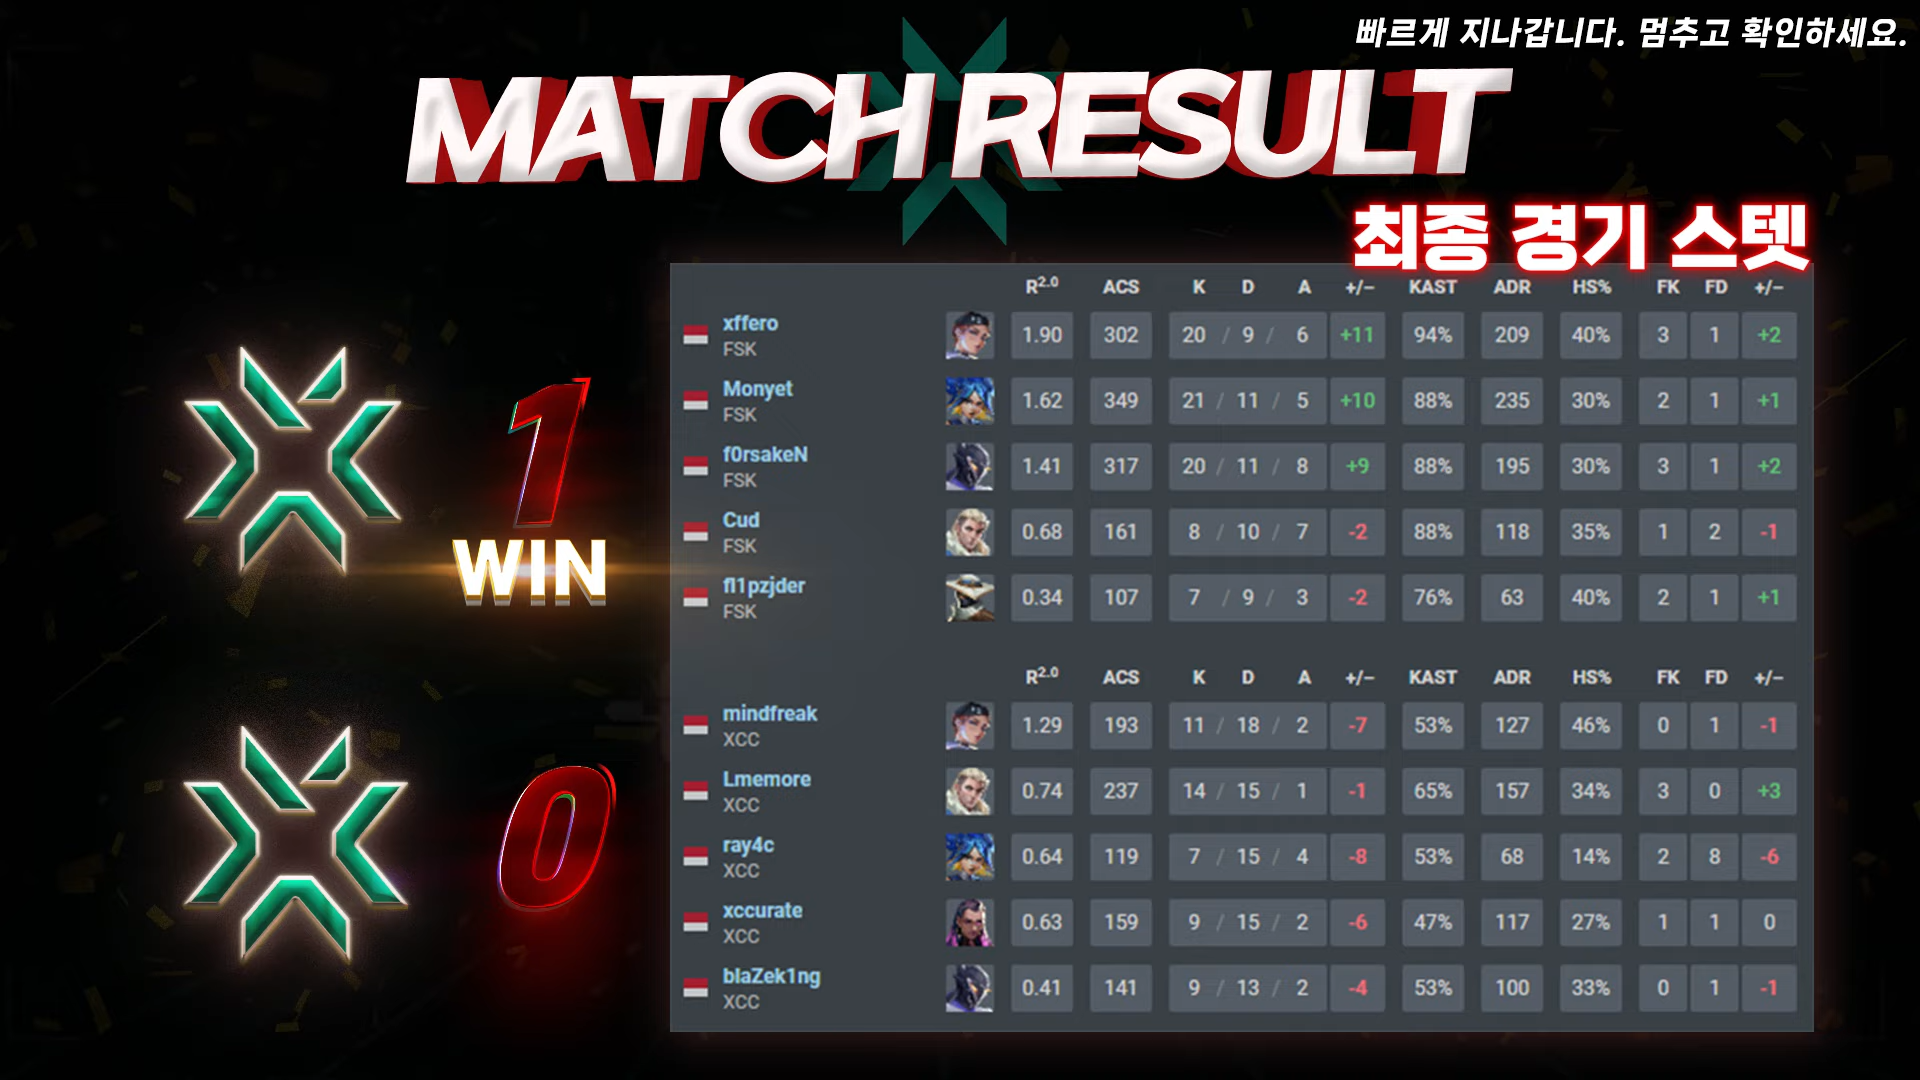 빠르게 지나갑니다. 멈추고 확인하세요.
MATCH RESULT
최종 경기 스텟
1
WIN
0
R2.0 ACS K D A +/– KAST ADR HS% FK FD +/–
xffero
FSK
1.90 302 20 / 9 / 6 +11 94% 209 40% 3 1 +2
Monyet
FSK
1.62 349 21 / 11 / 5 +10 88% 235 30% 2 1 +1
f0rsakeN
FSK
1.41 317 20 / 11 / 8 +9 88% 195 30% 3 1 +2
Cud
FSK
0.68 161 8 / 10 / 7 -2 88% 118 35% 1 2 -1
fl1pzjder
FSK
0.34 107 7 / 9 / 3 -2 76% 63 40% 2 1 +1
R2.0 ACS K D A +/– KAST ADR HS% FK FD +/–
mindfreak
XCC
1.29 193 11 / 18 / 2 -7 53% 127 46% 0 1 -1
Lmemore
XCC
0.74 237 14 / 15 / 1 -1 65% 157 34% 3 0 +3
ray4c
XCC
0.64 119 7 / 15 / 4 -8 53% 68 14% 2 8 -6
xccurate
XCC
0.63 159 9 / 15 / 2 -6 47% 117 27% 1 1 0
blaZek1ng
XCC
0.41 141 9 / 13 / 2 -4 53% 100 33% 0 1 -1